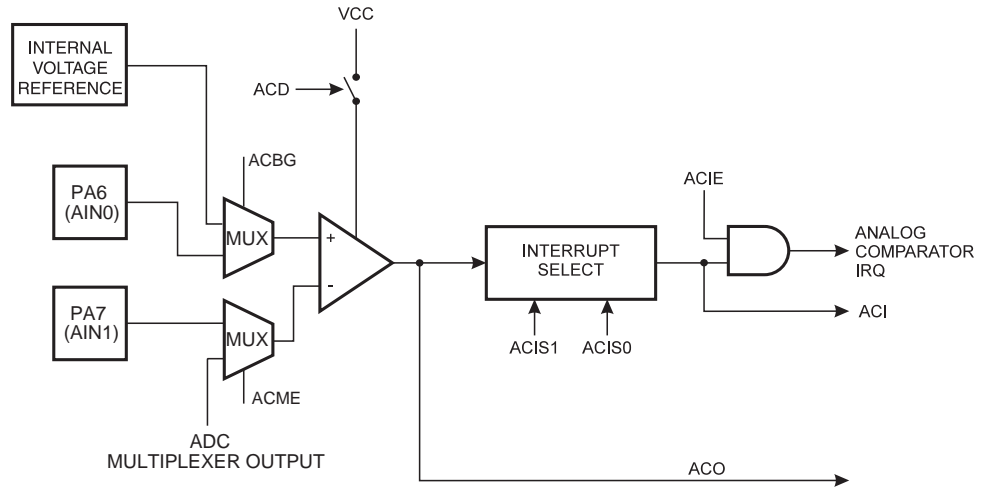 INTERNAL
VOLTAGE
REFERENCE
VCC
ACD
ACBG
PA6
(AIN0)
MUX
+
-
PA7
(AIN1)
MUX
ACME
ADC
MULTIPLEXER OUTPUT
INTERRUPT
SELECT
ACIS1
ACIS0
ACIE
ANALOG
COMPARATOR
IRQ
ACI
ACO